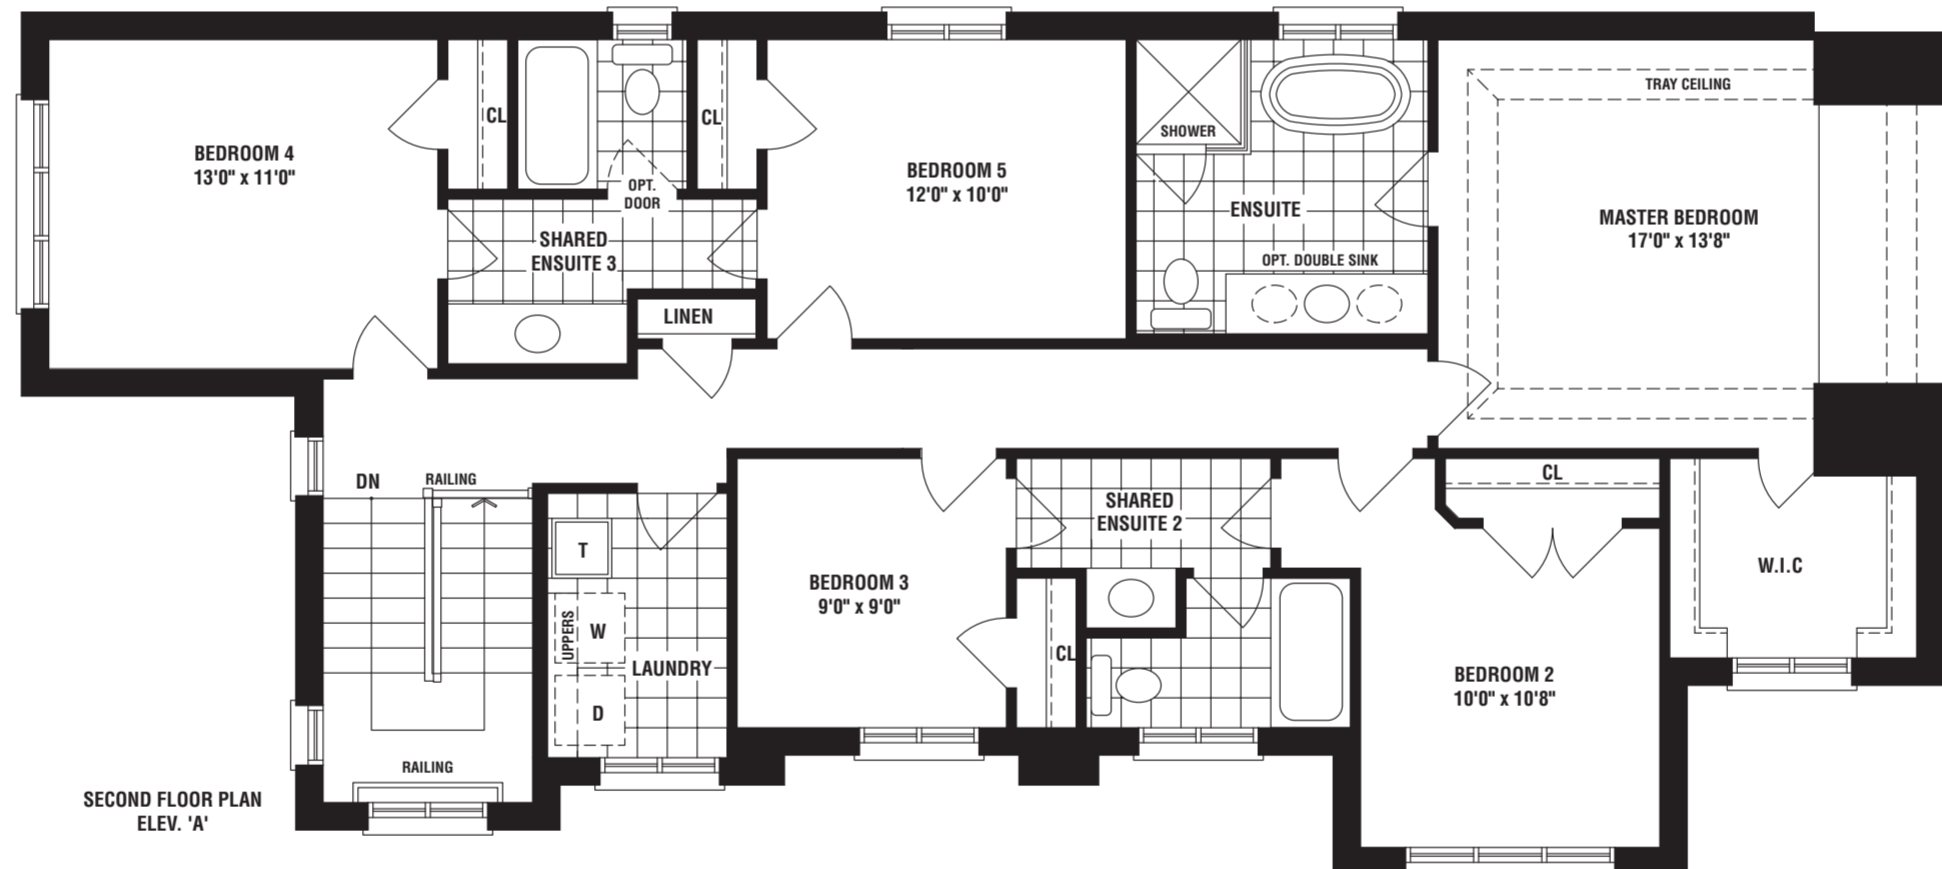 TRAY CEILING
CL
CL
SHOWER
BEDROOM 4
13'0" x 11'0"
BEDROOM 5
12'0" x 10'0"
OPT.
DOOR
ENSUITE
MASTER BEDROOM
17'0" x 13'8"
SHARED
ENSUITE 3
OPT. DOUBLE SINK
LINEN
DN
RAILING
CL
SHARED
ENSUITE 2
T
W.I.C
BEDROOM 3
9'0" x 9'0"
UPPERS
W
CL
LAUNDRY
BEDROOM 2
10'0" x 10'8"
D
RAILING
SECOND FLOOR PLAN
ELEV. 'A'